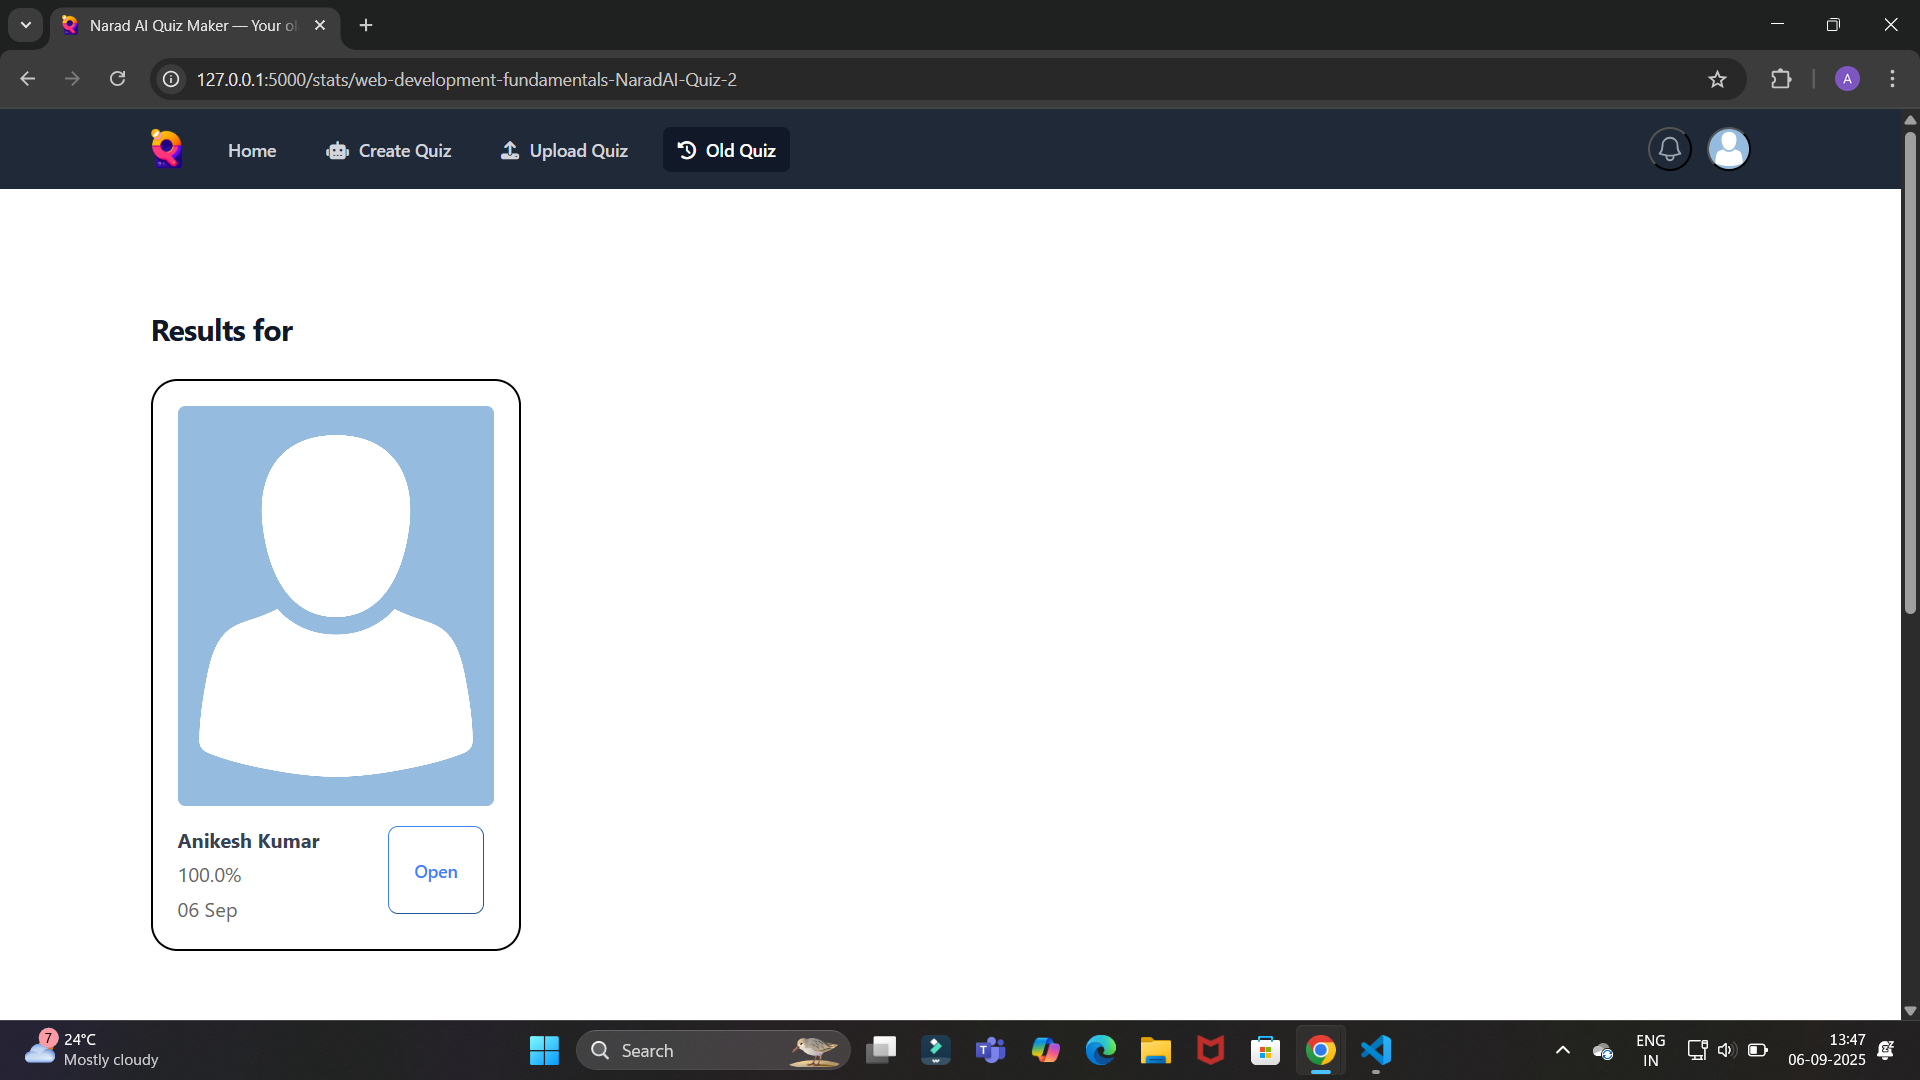 Narad AI Quiz Maker — Your ol
127.0.0.1:5000/stats/web-development-fundamentals-NaradAI-Quiz-2
A
Home
Create Quiz
Upload Quiz
Old Quiz
Results for
Anikesh Kumar
100.0%
06 Sep
Open
7
24°C
Mostly cloudy
Search
ENG
IN
13:47
06-09-2025